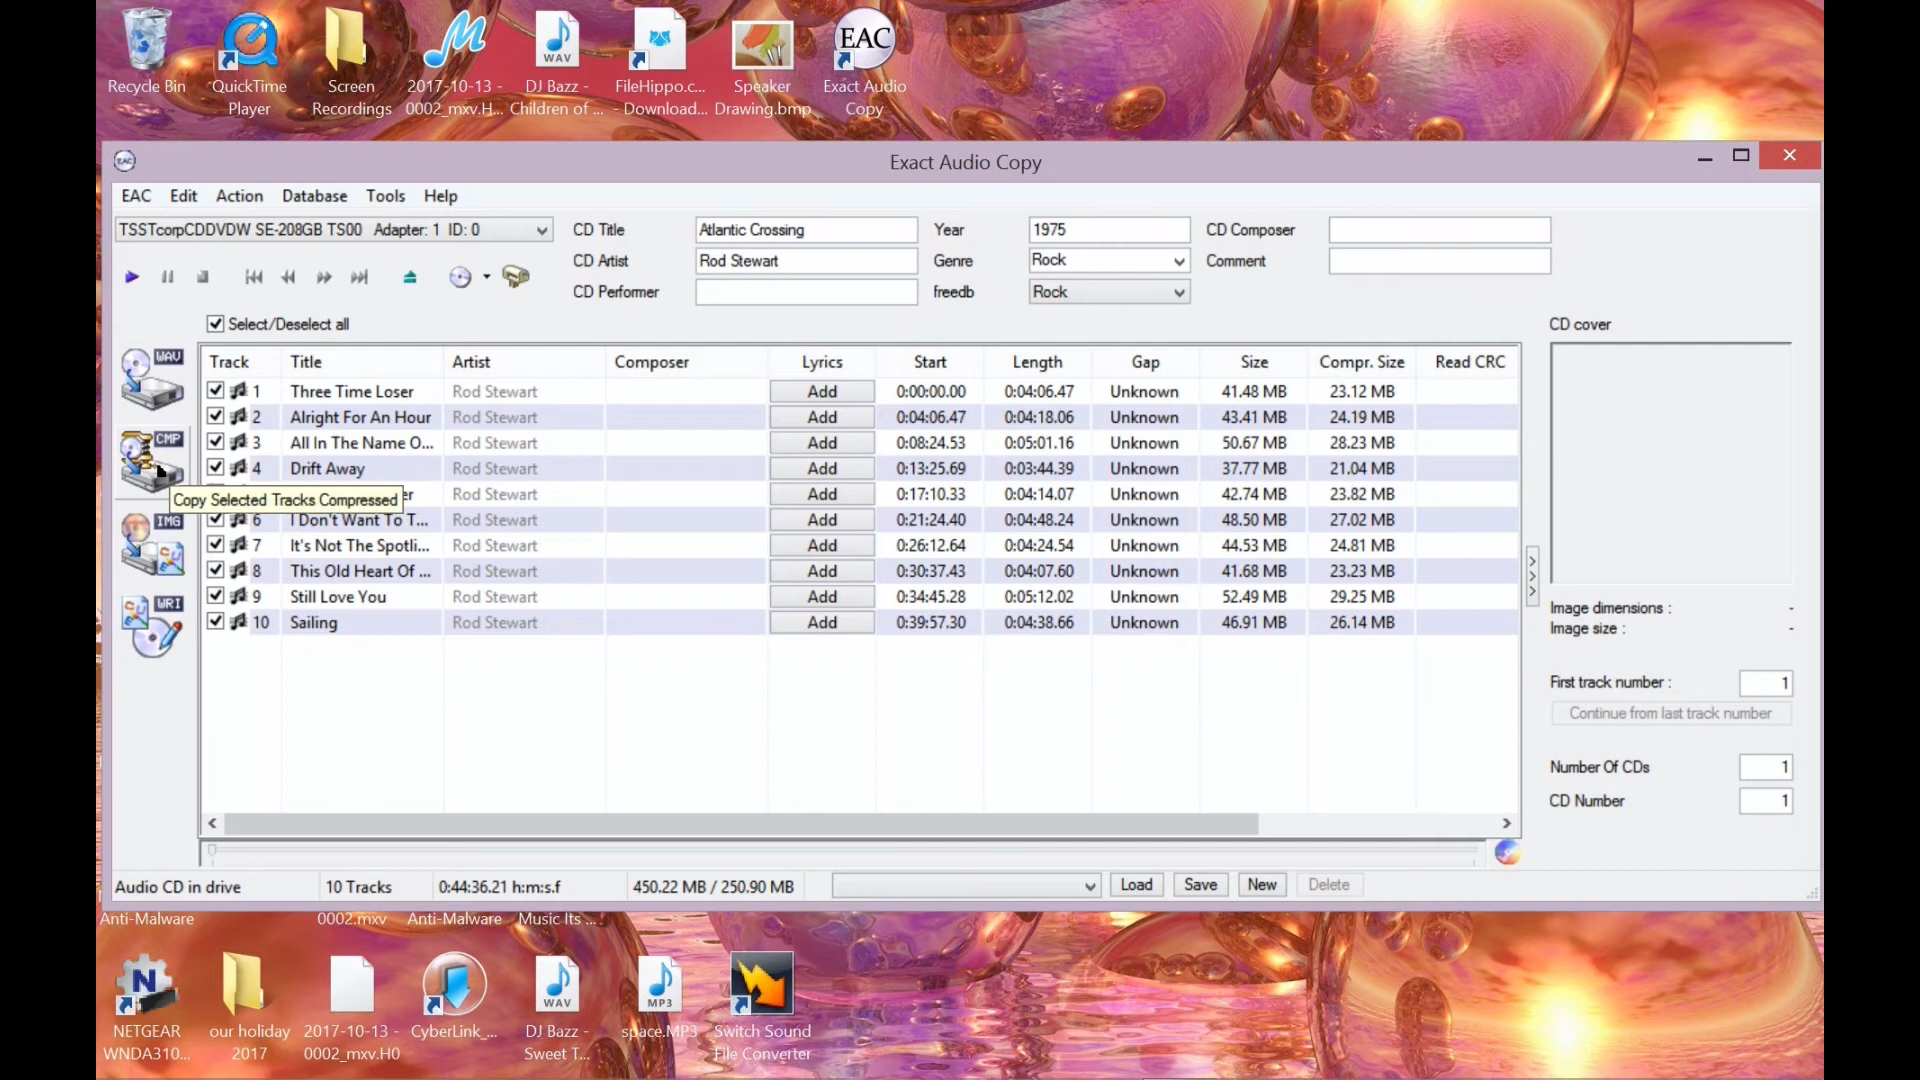 Recycle Bin
QuickTime
Player
Screen
Recordings
2017-10-13 -
0002_mxv.H...
WAV
DJ Bazz -
Children of ...
FileHippo.c...
- Download...
Speaker
Drawing.bmp
EAC
Exact Audio
Copy
EAC
Exact Audio Copy
EAC Edit Action Database Tools Help
TSSTcorpCDDVDW SE-208GB TS00 Adapter: 1 ID: 0
CD Title Atlantic Crossing Year 1975 CD Composer
CD Artist Rod Stewart Genre Rock Comment
CD Performer freedb Rock
Select/Deselect all
CD cover
WAV
CMP
IMG
WRI
Track Title Artist Composer Lyrics Start Length Gap Size Compr. Size Read CRC
1 Three Time Loser Rod Stewart Add 0:00:00.00 0:04:06.47 Unknown 41.48 MB 23.12 MB
2 Alright For An Hour Rod Stewart Add 0:04:06.47 0:04:18.06 Unknown 43.41 MB 24.19 MB
3 All In The Name O... Rod Stewart Add 0:08:24.53 0:05:01.16 Unknown 50.67 MB 28.23 MB
4 Drift Away Rod Stewart Add 0:13:25.69 0:03:44.39 Unknown 37.77 MB 21.04 MB
Copy Selected Tracks Compressed er Rod Stewart Add 0:17:10.33 0:04:14.07 Unknown 42.74 MB 23.82 MB
6 I Don't Want To T... Rod Stewart Add 0:21:24.40 0:04:48.24 Unknown 48.50 MB 27.02 MB
7 It's Not The Spotli... Rod Stewart Add 0:26:12.64 0:04:24.54 Unknown 44.53 MB 24.81 MB
8 This Old Heart Of ... Rod Stewart Add 0:30:37.43 0:04:07.60 Unknown 41.68 MB 23.23 MB
9 Still Love You Rod Stewart Add 0:34:45.28 0:05:12.02 Unknown 52.49 MB 29.25 MB
10 Sailing Rod Stewart Add 0:39:57.30 0:04:38.66 Unknown 46.91 MB 26.14 MB
Image dimensions : -
Image size : -
First track number : 1
Continue from last track number
Number Of CDs 1
CD Number 1
Audio CD in drive 10 Tracks 0:44:36.21 h:m:s.f 450.22 MB / 250.90 MB Load Save New Delete
Anti-Malware 0002.mxv Anti-Malware Music Its ...
N
NETGEAR
WNDA310...
our holiday
2017
2017-10-13 -
0002_mxv.H0
CyberLink_...
WAV
DJ Bazz -
Sweet T...
MP3
space.MP3
Switch Sound
File Converter